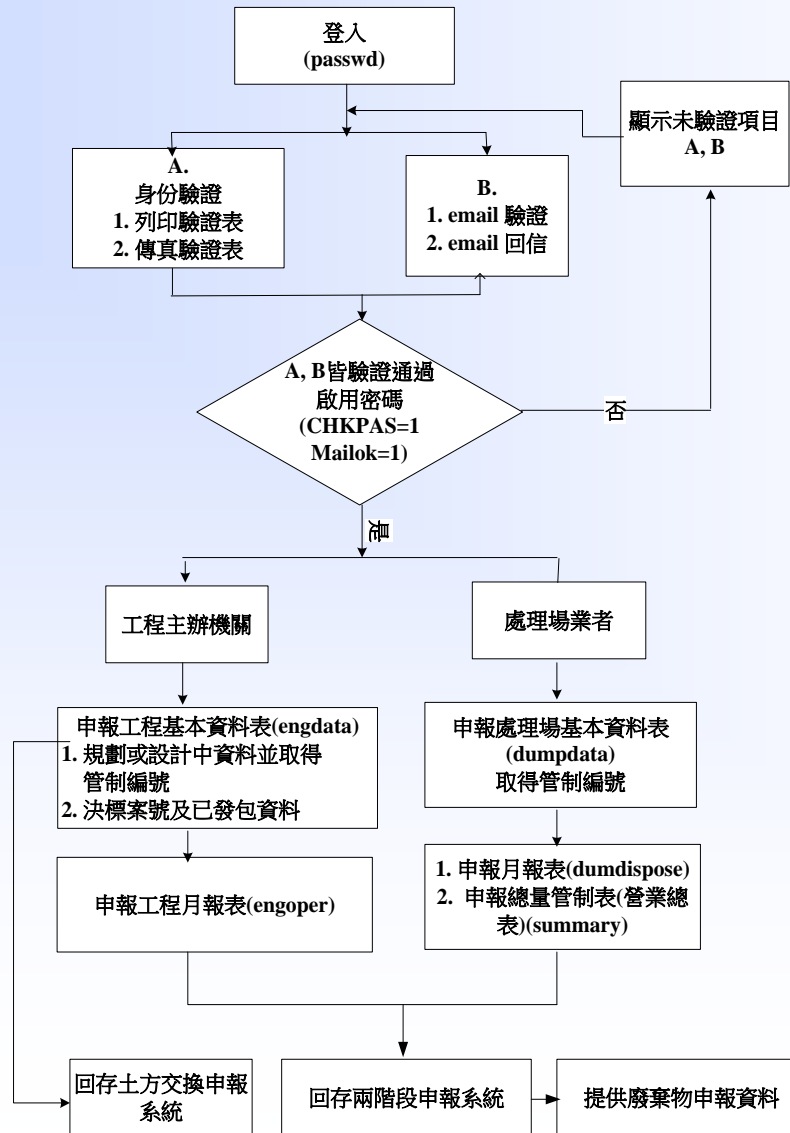 登入
(passwd)
顯示未驗證項目
A, B
A.
身份驗證
1. 列印驗證表
2. 傳真驗證表
B.
1. email 驗證
2. email 回信
A, B皆驗證通過
啟用密碼
(CHKPAS=1
Mailok=1)
否
是
工程主辦機關
處理場業者
申報工程基本資料表(engdata)
1. 規劃或設計中資料並取得
管制編號
2. 決標案號及已發包資料
申報處理場基本資料表
(dumpdata)
取得管制編號
申報工程月報表(engoper)
1. 申報月報表(dumdispose)
2. 申報總量管制表(營業總
表)(summary)
回存土方交換申報
系統
回存兩階段申報系統
提供廢棄物申報資料